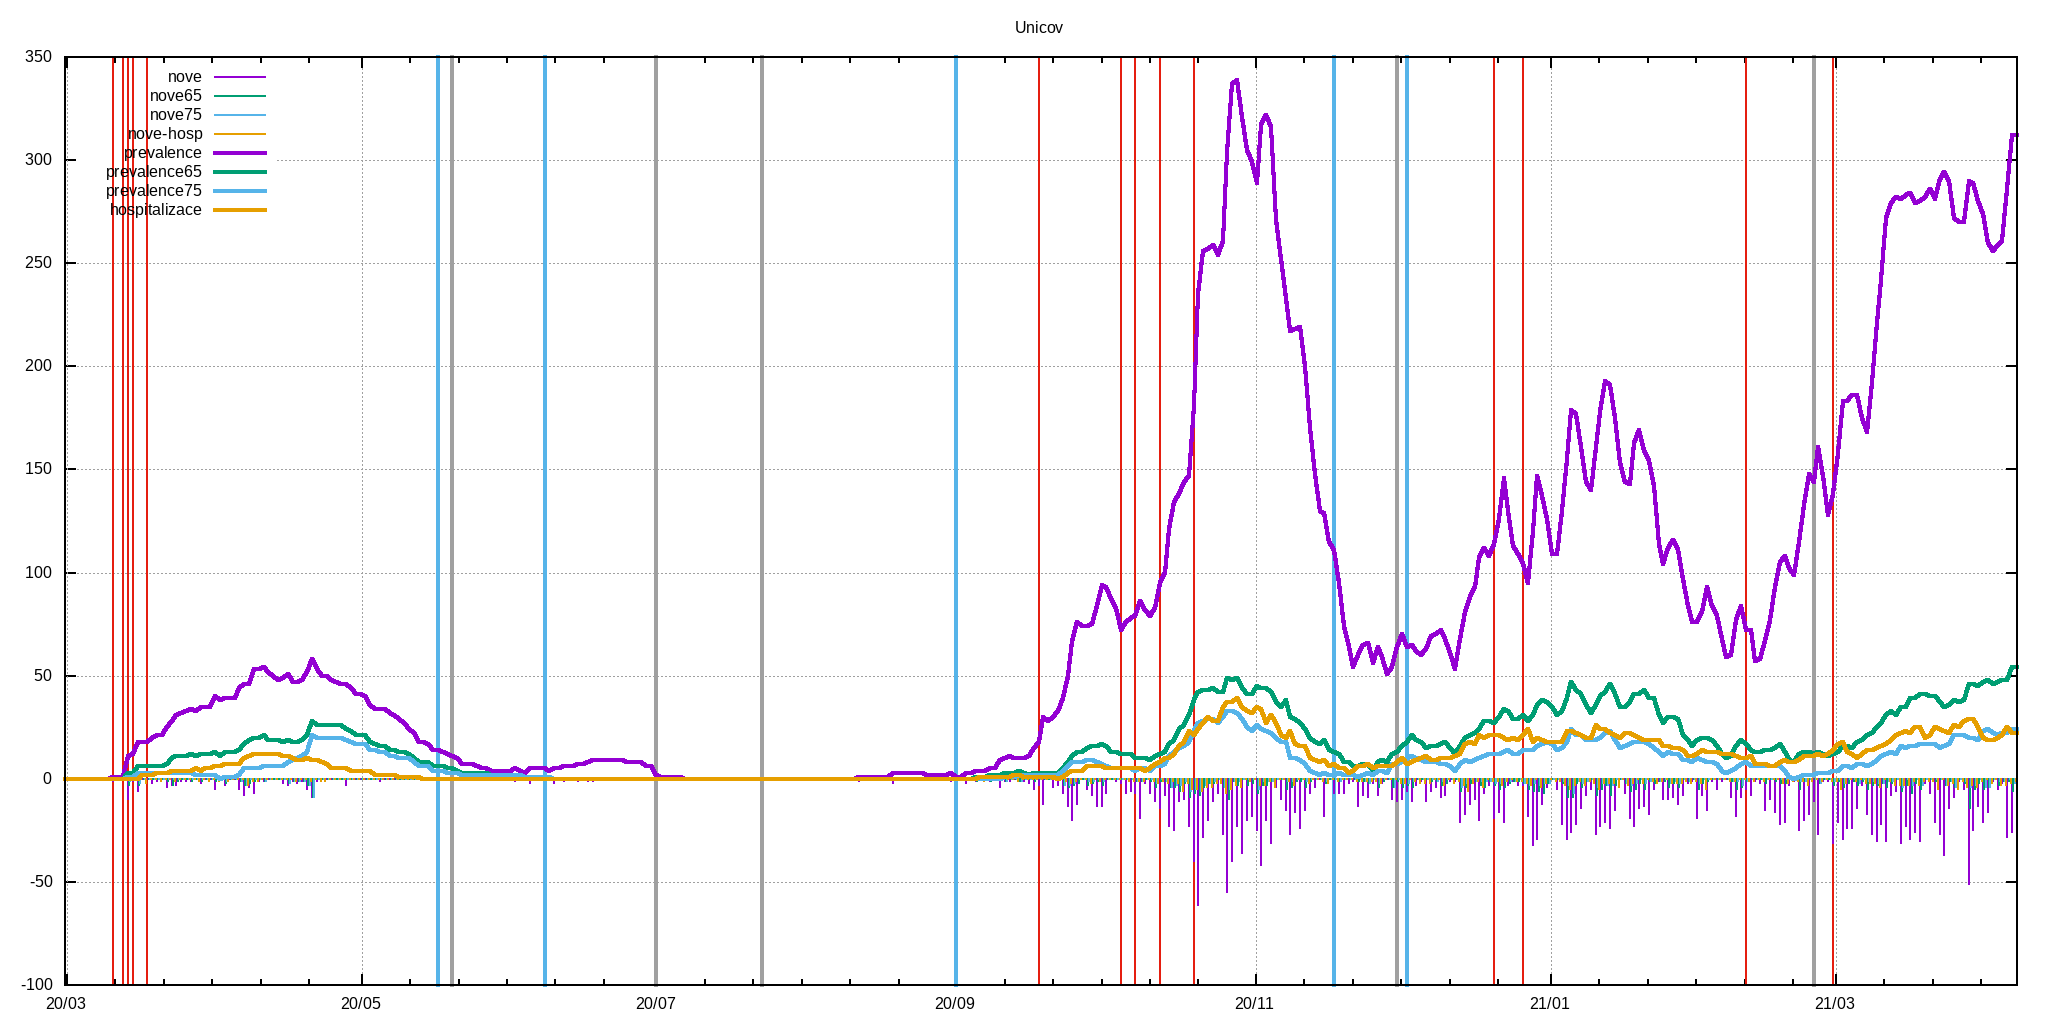 Unicov
350
300
250
200
150
100
50
0
-50
-100
nove
nove65
nove75
nove-hosp
prevalence
prevalence65
prevalence75
hospitalizace
20/03 20/05 20/07 20/09 20/11 21/01 21/03